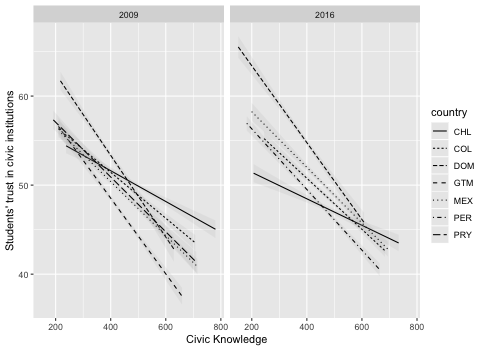 2009
2016
60
50
40
Students' trust in civic institutions
200
400
600
800
200
400
600
800
Civic Knowledge
country
CHL
COL
DOM
GTM
MEX
PER
PRY